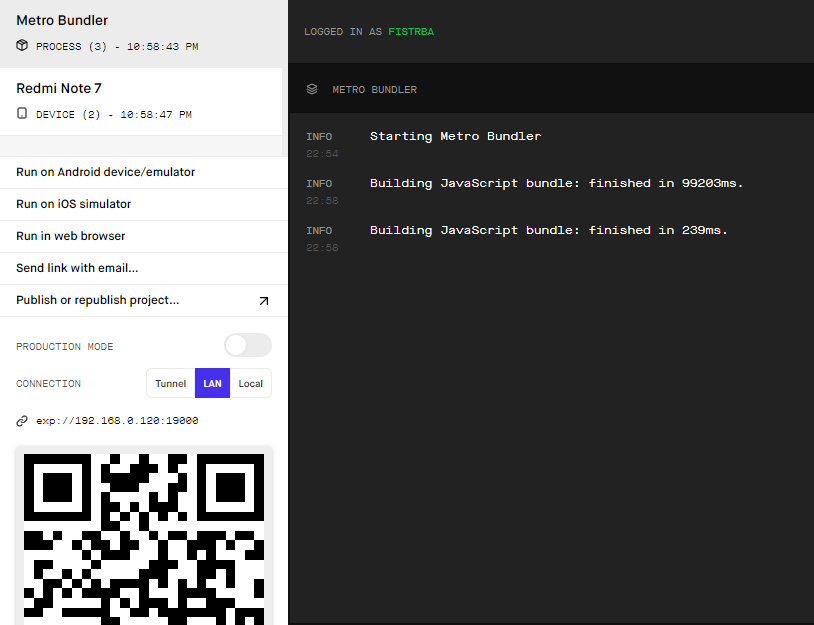 Metro Bundler
PROCESS (3) - 10:58:43 PM
Redmi Note 7
DEVICE (2) - 10:58:47 PM
Run on Android device/emulator
Run on iOS simulator
Run in web browser
Send link with email...
Publish or republish project...
PRODUCTION MODE
CONNECTION
Tunnel LAN Local
exp://192.168.0.120:19000
LOGGED IN AS FISTRBA
METRO BUNDLER
INFO Starting Metro Bundler
22:54
INFO Building JavaScript bundle: finished in 99203ms.
22:58
INFO Building JavaScript bundle: finished in 239ms.
22:58